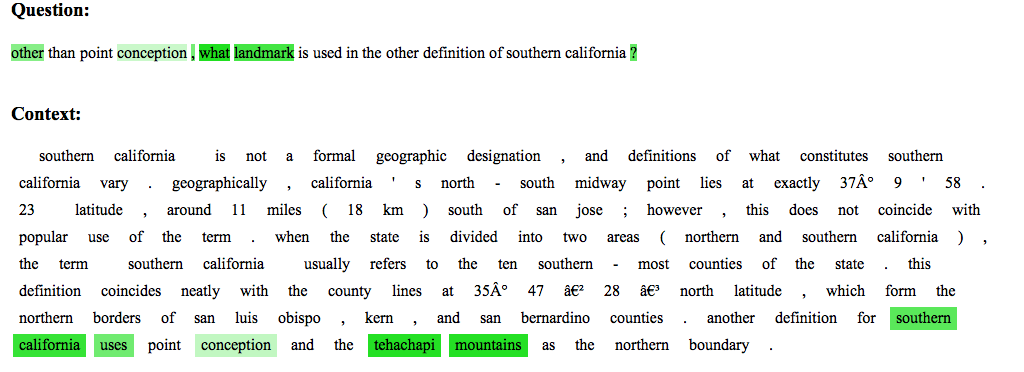 Question:
other than point conception , what landmark is used in the other definition of southern california ?
Context:
southern california is not a formal geographic designation , and definitions of what constitutes southern
california vary . geographically , california ' s north - south midway point lies at exactly 37Â° 9 ' 58 .
23 latitude , around 11 miles ( 18 km ) south of san jose ; however , this does not coincide with
popular use of the term . when the state is divided into two areas ( northern and southern california ) ,
the term southern california usually refers to the ten southern - most counties of the state . this
definition coincides neatly with the county lines at 35Â° 47 â€² 28 â€³ north latitude , which form the
northern borders of san luis obispo , kern , and san bernardino counties . another definition for southern
california uses point conception and the tehachapi mountains as the northern boundary .